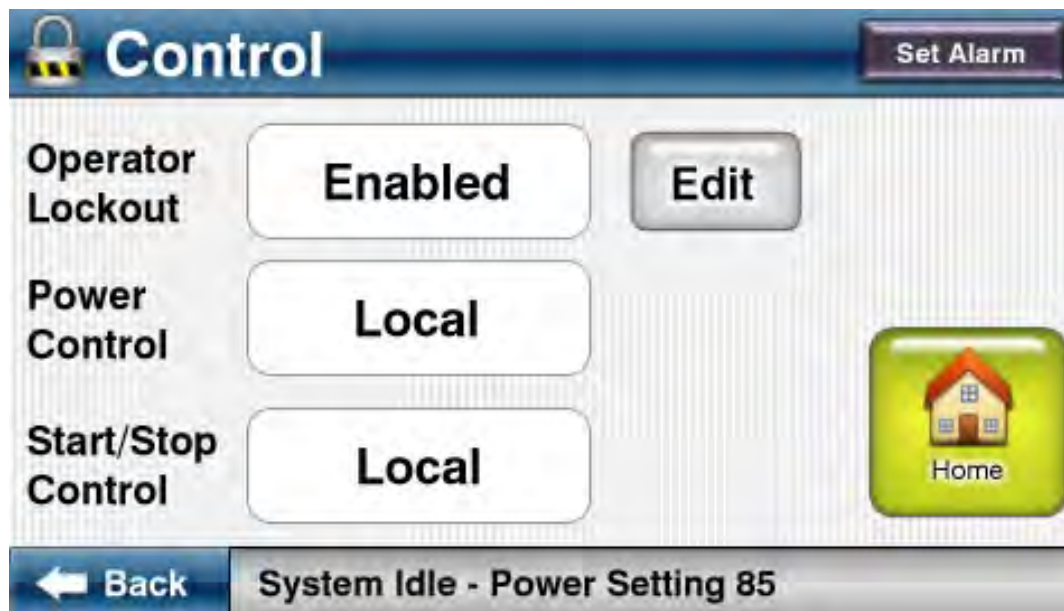 Control
Set Alarm
Operator
Lockout
Enabled
Edit
Power
Control
Local
Start/Stop
Control
Local
Home
Back
System Idle - Power Setting 85